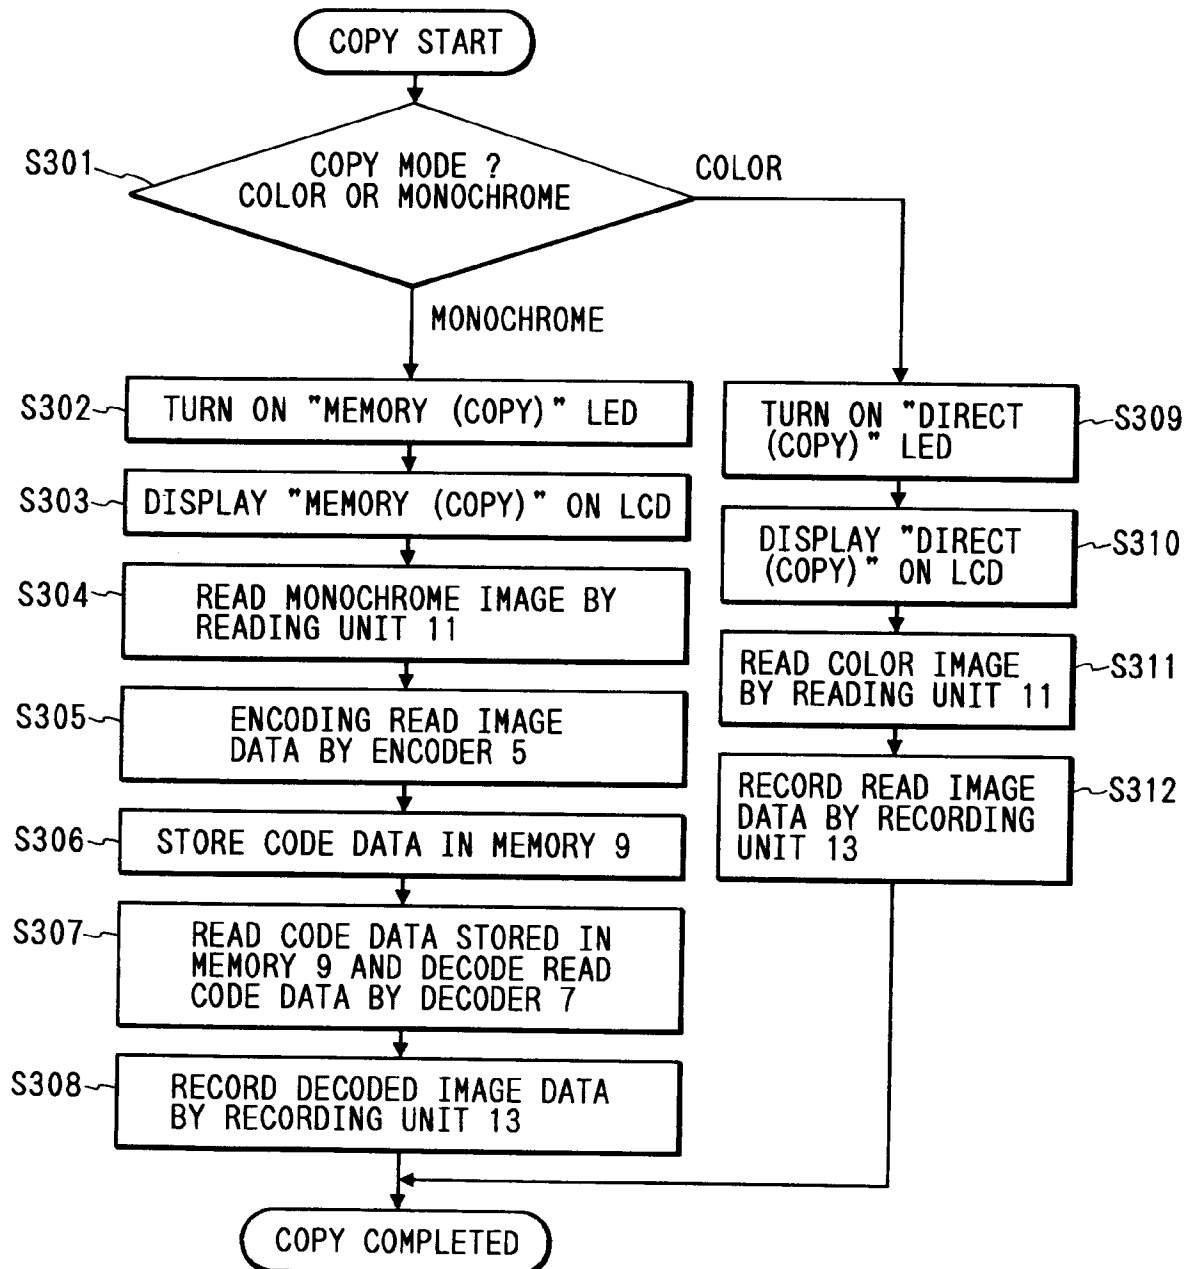 COPY START
S301
COPY MODE ?
COLOR OR MONOCHROME
COLOR
MONOCHROME
S302
TURN ON "MEMORY (COPY)" LED
S303
DISPLAY "MEMORY (COPY)" ON LCD
S304
READ MONOCHROME IMAGE BY
READING UNIT 11
S305
ENCODING READ IMAGE
DATA BY ENCODER 5
S306
STORE CODE DATA IN MEMORY 9
S307
READ CODE DATA STORED IN
MEMORY 9 AND DECODE READ
CODE DATA BY DECODER 7
S308
RECORD DECODED IMAGE DATA
BY RECORDING UNIT 13
TURN ON "DIRECT
(COPY)" LED
S309
DISPLAY "DIRECT
(COPY)" ON LCD
S310
READ COLOR IMAGE
BY READING UNIT 11
S311
RECORD READ IMAGE
DATA BY RECORDING
UNIT 13
S312
COPY COMPLETED